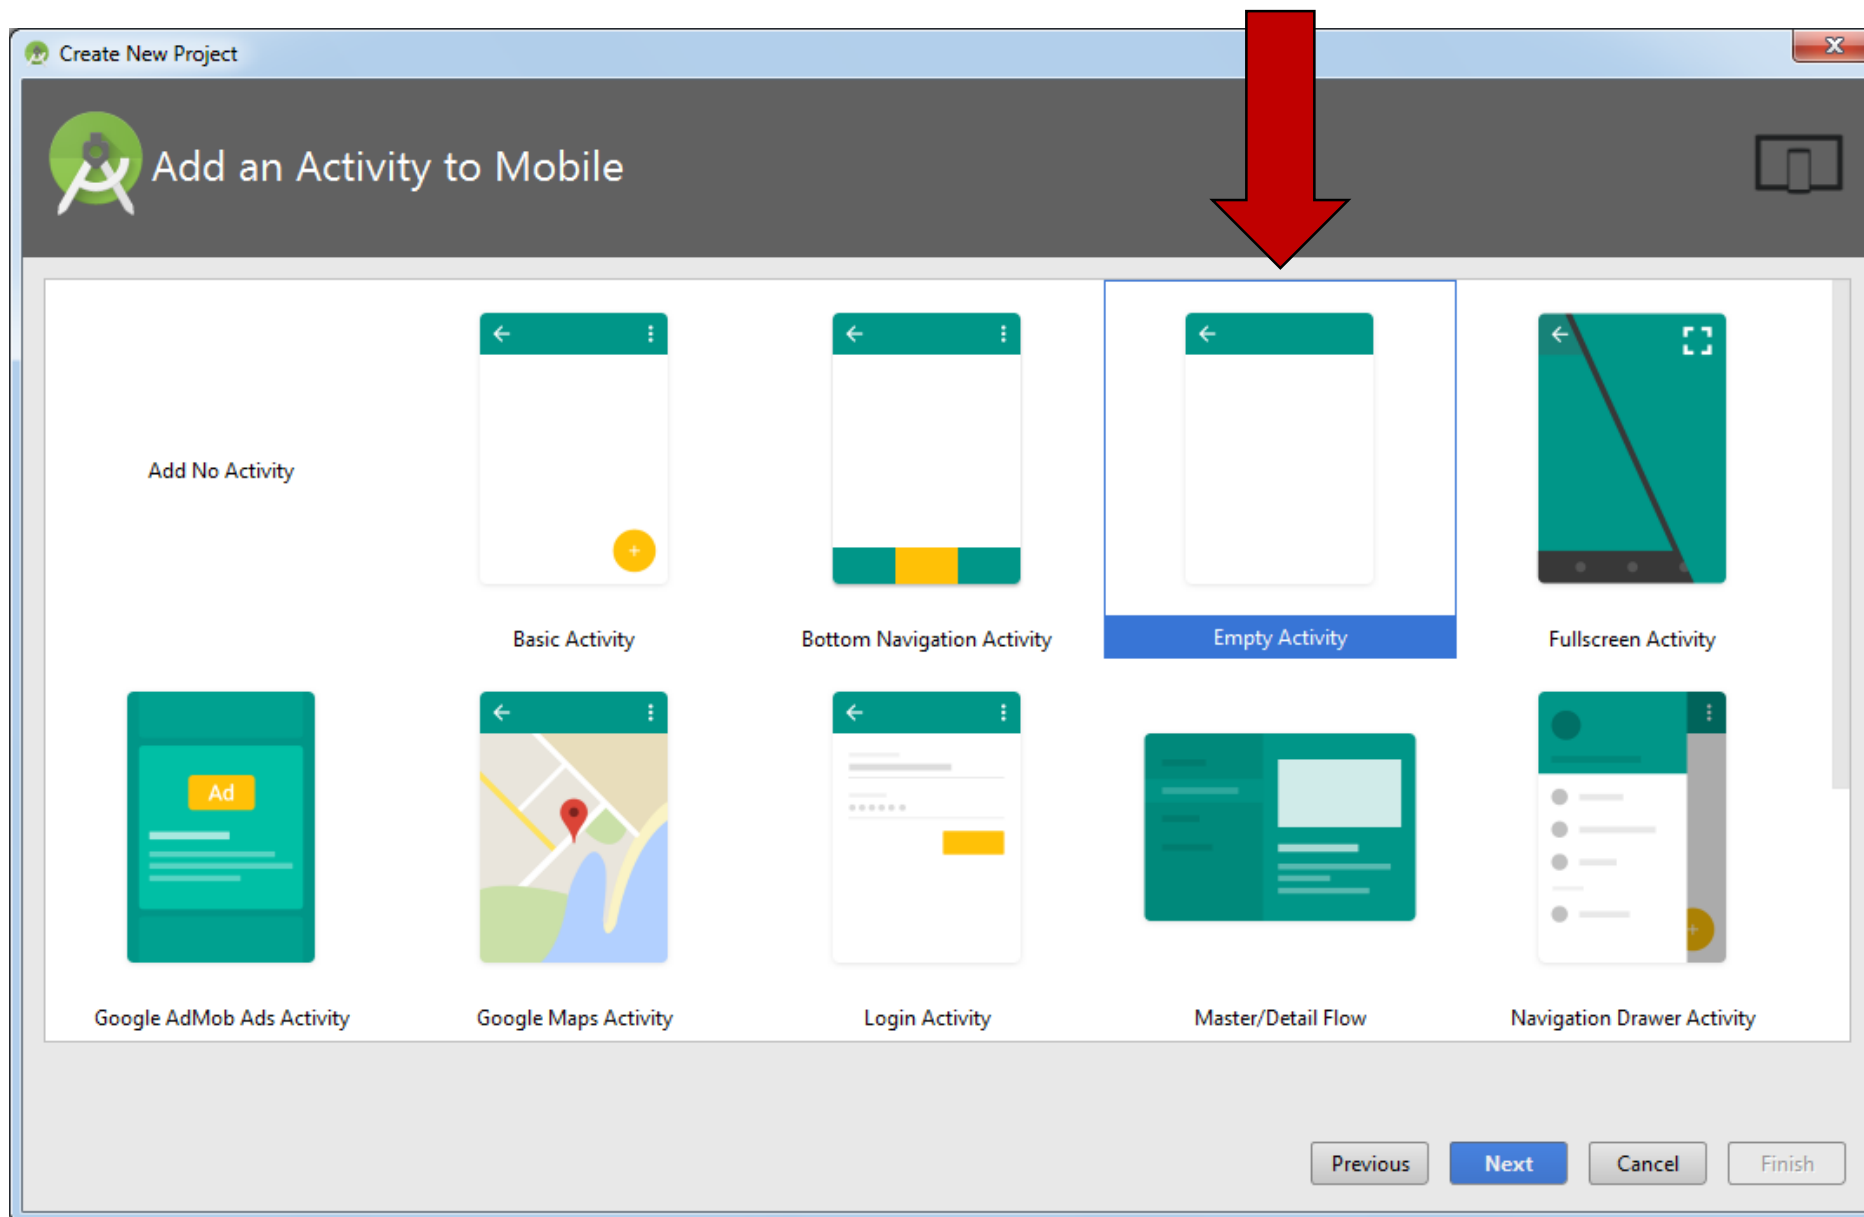 Create New Project
Add an Activity to Mobile
Add No Activity
Basic Activity
Bottom Navigation Activity
Empty Activity
Fullscreen Activity
Ad
Google AdMob Ads Activity
Google Maps Activity
Login Activity
Master/Detail Flow
Navigation Drawer Activity
Previous
Next
Cancel
Finish